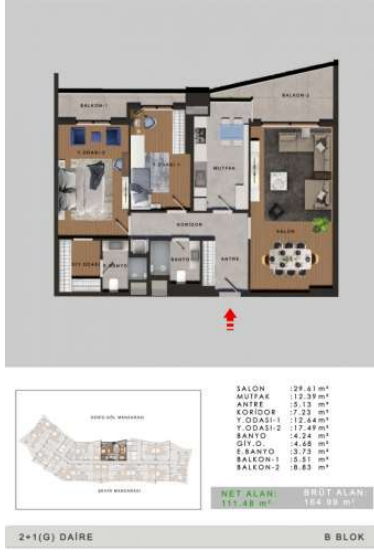 BALKON-1
BALKON-2
Y.ODASI-2
Y.ODASI-1
MUTFAK
SALON
KORİDOR
GİY.ODASI
E.BANYO
BANYO
ANTRE
SALON :29.61 m²
MUTFAK :12.39 m²
ANTRE :5.13 m²
KORİDOR :7.23 m²
Y.ODASI-1 :12.64 m²
Y.ODASI-2 :17.49 m²
BANYO :4.24 m²
GİY.O. :4.68 m²
E.BANYO :3.73 m²
BALKON-1 :5.51 m²
BALKON-2 :8.83 m²
MANZARASI
ŞEHİR MANZARASI
NET ALAN: BRÜT ALAN:
111.48 m² 164.99 m²
2+1(G) DAİRE
B BLOK